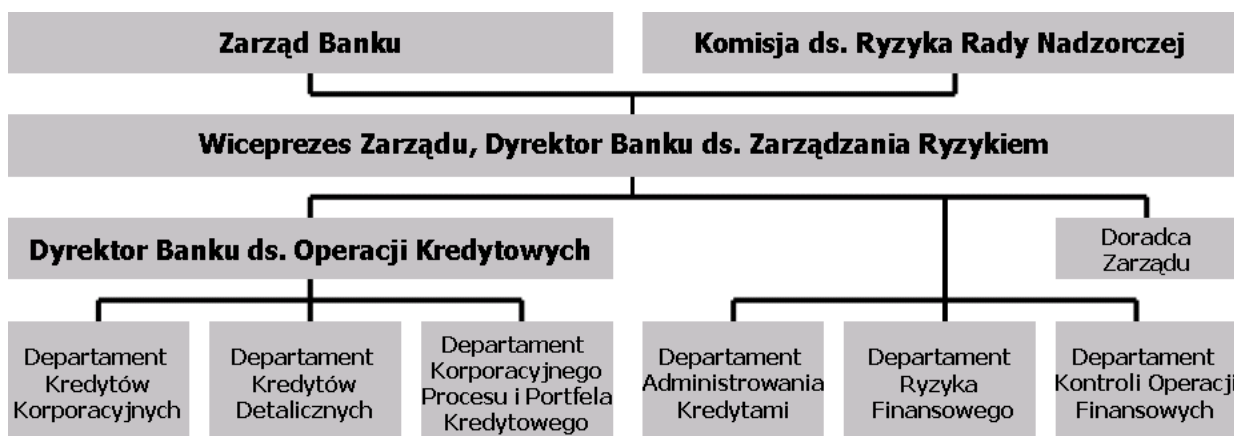 Zarząd Banku
Komisja ds. Ryzyka Rady Nadzorczej
Wiceprezes Zarządu, Dyrektor Banku ds. Zarządzania Ryzykiem
Dyrektor Banku ds. Operacji Kredytowych
Doradca
Zarządu
Departament
Kredytów
Korporacyjnych
Departament
Kredytów
Detalicznych
Departament
Korporacyjnego
Procesu i Portfela
Kredytowego
Departament
Administrowania
Kredytami
Departament
Ryzyka
Finansowego
Departament
Kontroli Operacji
Finansowych